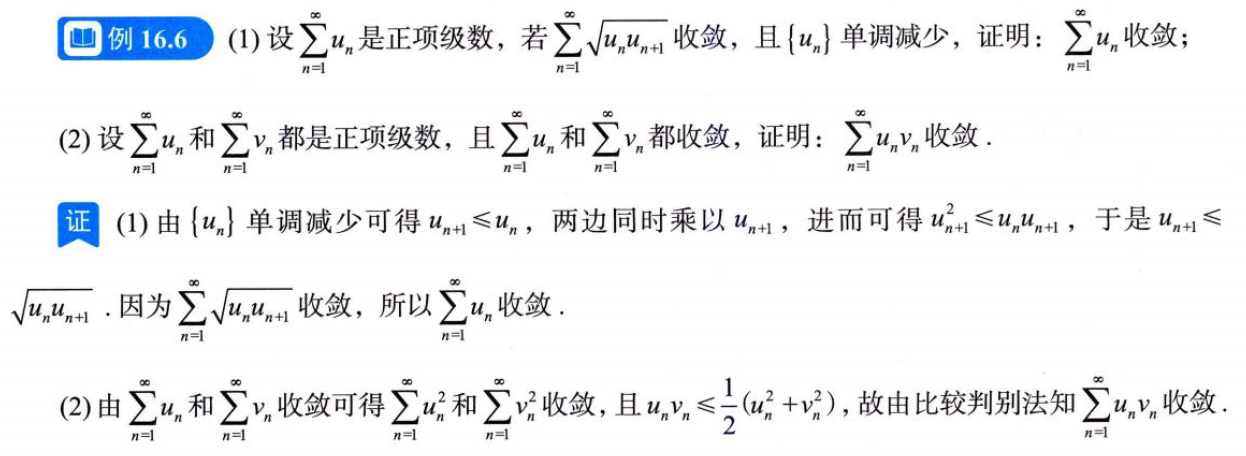 例 16.6 (1) 设 $\sum_{n=1}^{\infty} u_n$ 是正项级数，若 $\sum_{n=1}^{\infty} \sqrt{u_n u_{n+1}}$ 收敛，且 $\{u_n\}$ 单调减少，证明：$\sum_{n=1}^{\infty} u_n$ 收敛；
(2) 设 $\sum_{n=1}^{\infty} u_n$ 和 $\sum_{n=1}^{\infty} v_n$ 都是正项级数，且 $\sum_{n=1}^{\infty} u_n$ 和 $\sum_{n=1}^{\infty} v_n$ 都收敛，证明：$\sum_{n=1}^{\infty} u_n v_n$ 收敛．
证 (1) 由 $\{u_n\}$ 单调减少可得 $u_{n+1} \leqslant u_n$，两边同时乘以 $u_{n+1}$，进而可得 $u_{n+1}^2 \leqslant u_n u_{n+1}$，于是 $u_{n+1} \leqslant$
$\sqrt{u_n u_{n+1}}$．因为 $\sum_{n=1}^{\infty} \sqrt{u_n u_{n+1}}$ 收敛，所以 $\sum_{n=1}^{\infty} u_n$ 收敛．
(2) 由 $\sum_{n=1}^{\infty} u_n$ 和 $\sum_{n=1}^{\infty} v_n$ 收敛可得 $\sum_{n=1}^{\infty} u_n^2$ 和 $\sum_{n=1}^{\infty} v_n^2$ 收敛，且 $u_n v_n \leqslant \frac{1}{2}(u_n^2 + v_n^2)$，故由比较判别法知 $\sum_{n=1}^{\infty} u_n v_n$ 收敛．